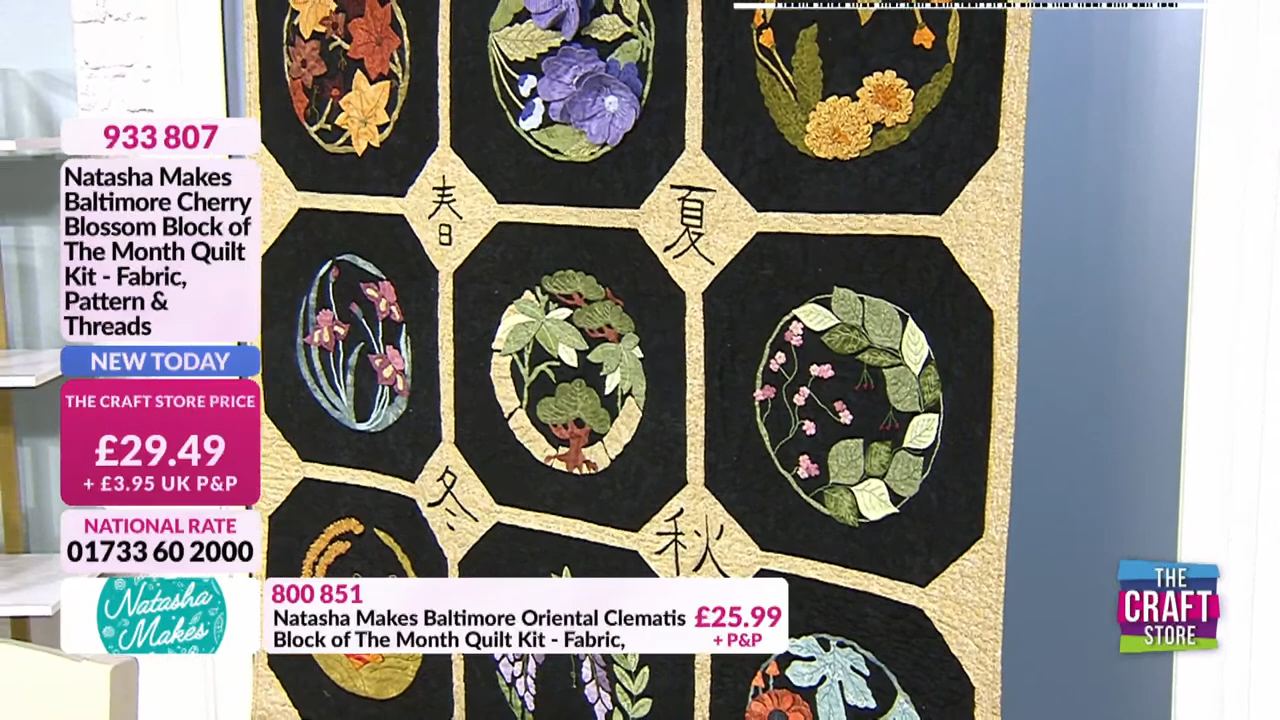 933 807
Natasha Makes
Baltimore Cherry
Blossom Block of
The Month Quilt
Kit - Fabric,
Pattern &
Threads
NEW TODAY
THE CRAFT STORE PRICE
£29.49
+ £3.95 UK P&P
NATIONAL RATE
01733 60 2000
Natasha
Makes
800 851
Natasha Makes Baltimore Oriental Clematis
Block of The Month Quilt Kit - Fabric,
£25.99
+ P&P
春
夏
冬
秋
THE
CRAFT
STORE